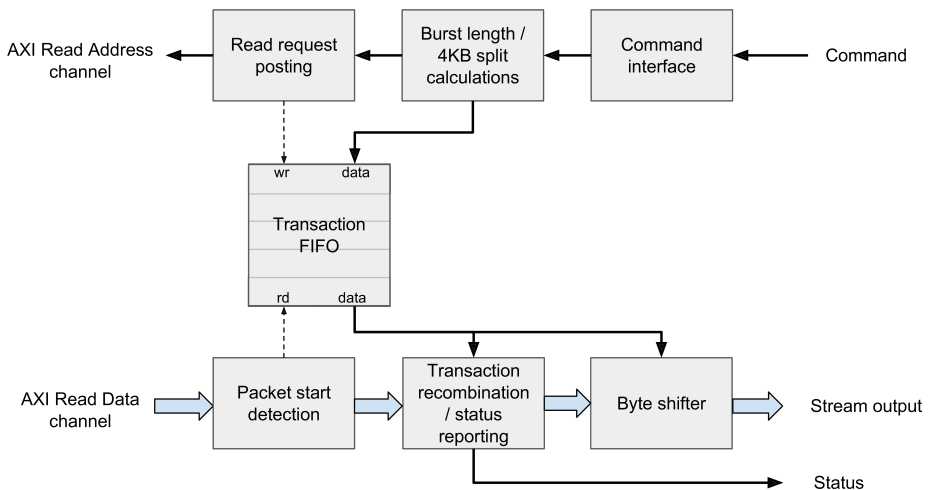 AXI Read Address
channel
Read request
posting
Burst length /
4KB split
calculations
Command
interface
Command
wr
data
Transaction
FIFO
rd
data
AXI Read Data
channel
Packet start
detection
Transaction
recombination
/ status
reporting
Byte shifter
Stream output
Status